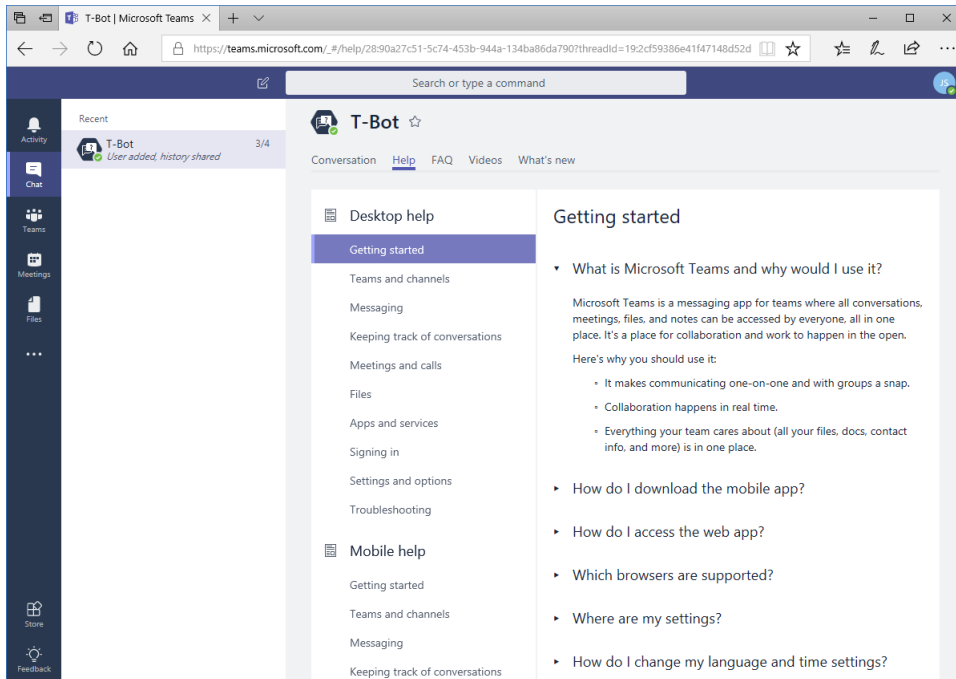 T-Bot | Microsoft Teams
https://teams.microsoft.com/_#/help/28:90a27c51-5c74-453b-944a-134ba86da790?threadId=19:2cf59386e41f47148d52d
Search or type a command
JS
Activity
Chat
Teams
Meetings
Files
Store
Feedback
Recent
T-Bot 3/4
User added, history shared
T-Bot
Conversation Help FAQ Videos What's new
Desktop help
Getting started
Teams and channels
Messaging
Keeping track of conversations
Meetings and calls
Files
Apps and services
Signing in
Settings and options
Troubleshooting
Mobile help
Getting started
Teams and channels
Messaging
Keeping track of conversations
Getting started
What is Microsoft Teams and why would I use it?
Microsoft Teams is a messaging app for teams where all conversations,
meetings, files, and notes can be accessed by everyone, all in one
place. It's a place for collaboration and work to happen in the open.
Here's why you should use it:
It makes communicating one-on-one and with groups a snap.
Collaboration happens in real time.
Everything your team cares about (all your files, docs, contact
info, and more) is in one place.
How do I download the mobile app?
How do I access the web app?
Which browsers are supported?
Where are my settings?
How do I change my language and time settings?